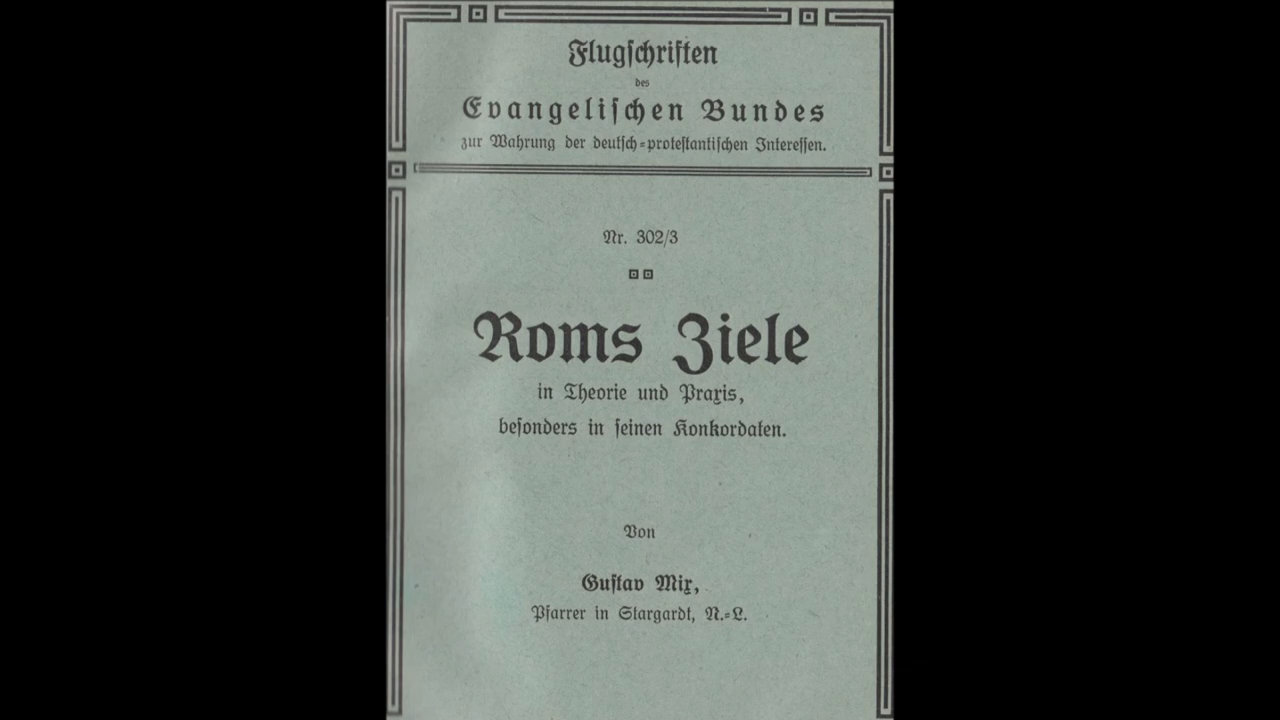 Flugschriften
des
Evangelischen Bundes
zur Wahrung der deutsch-protestantischen Interessen.
Nr. 302/3
Roms Ziele
in Theorie und Praxis,
besonders in seinen Konkordaten.
Von
Gustav Mix,
Pfarrer in Stargardt, N.-L.